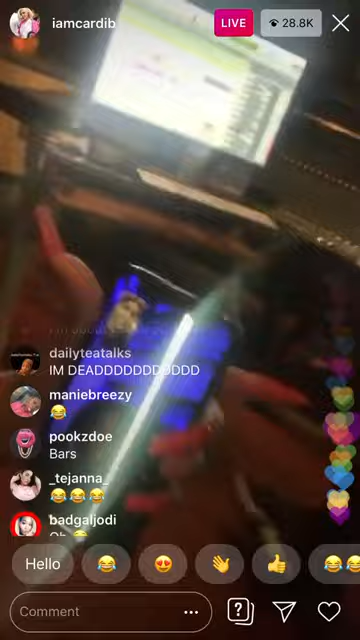 iamcardib
LIVE
28.8K
dailyteatalks
IM DEADDDDDDDDDDD
maniebreezy
😂
pookzdoe
Bars
_tejanna_
😂😂😂
badgaljodi
Hello
😂 😍 👋 👍 😂😂
Comment